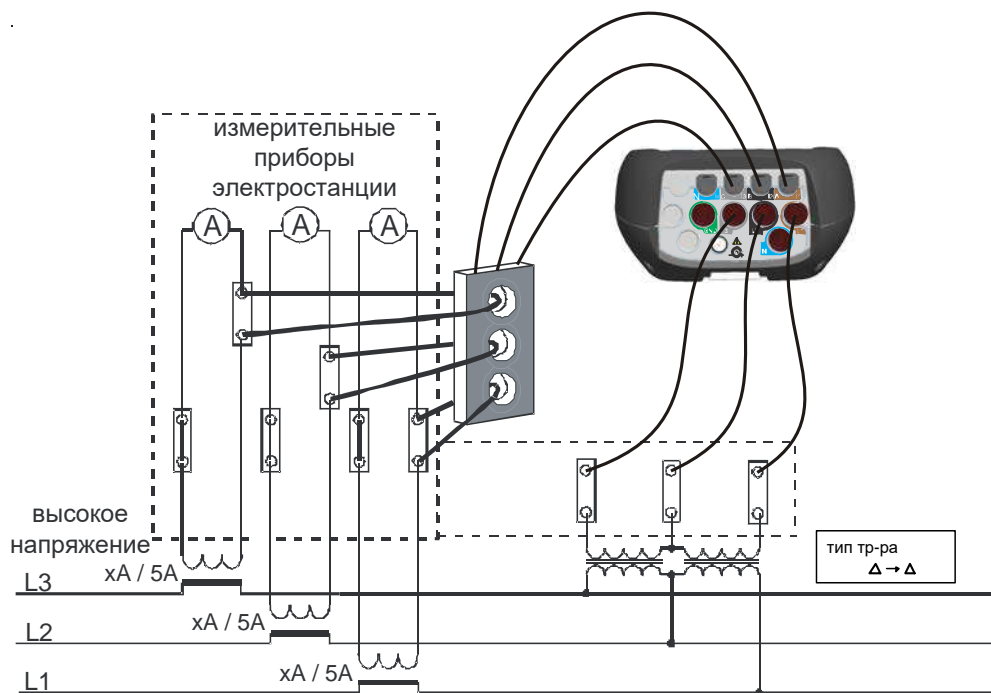 измерительные
приборы
электростанции
A
A
A
N
N
высокое
напряжение
xA / 5A
L3
xA / 5A
L2
xA / 5A
L1
тип тр-ра
Δ → Δ